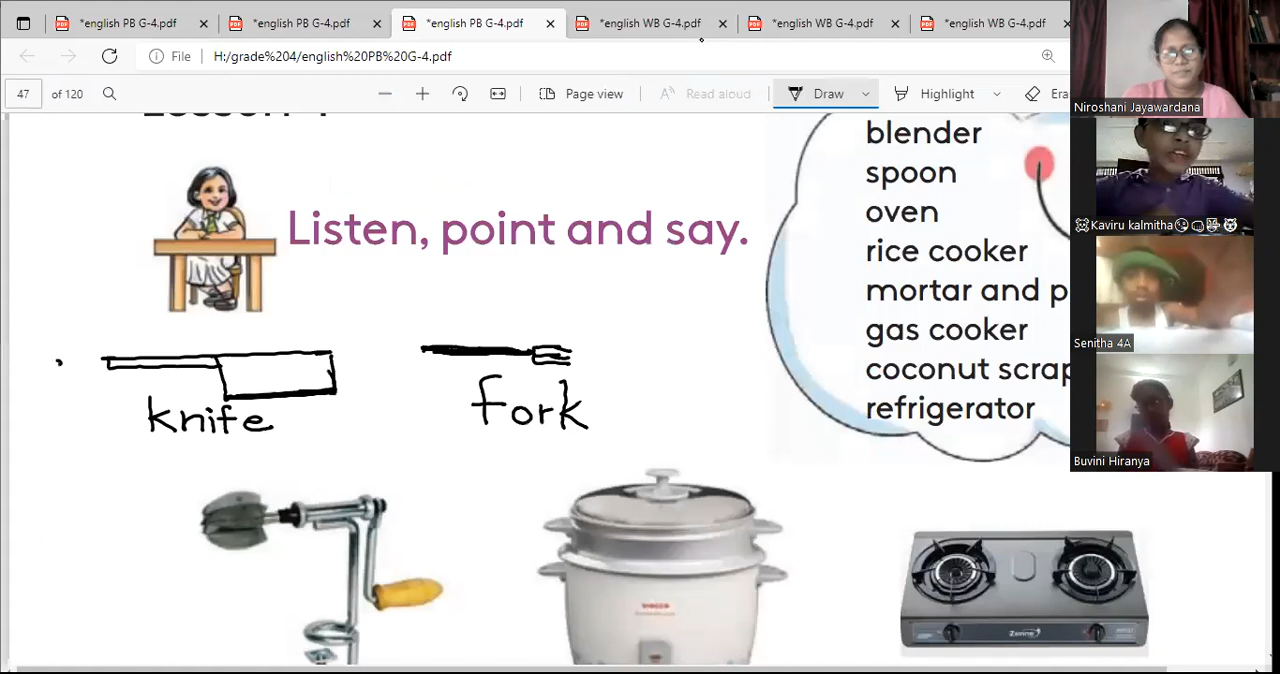 *english PB G-4.pdf
*english PB G-4.pdf
*english PB G-4.pdf
*english WB G-4.pdf
*english WB G-4.pdf
*english WB G-4.pdf
File
H:/grade%204/english%20PB%20G-4.pdf
47 of 120
Page view
Read aloud
Draw
Highlight
Era
Niroshani Jayawardana
Kaviru kalmitha
Senitha 4A
Buvini Hiranya
Listen, point and say.
blender
spoon
oven
rice cooker
mortar and p
gas cooker
coconut scrap
refrigerator
knife
fork
SINGER